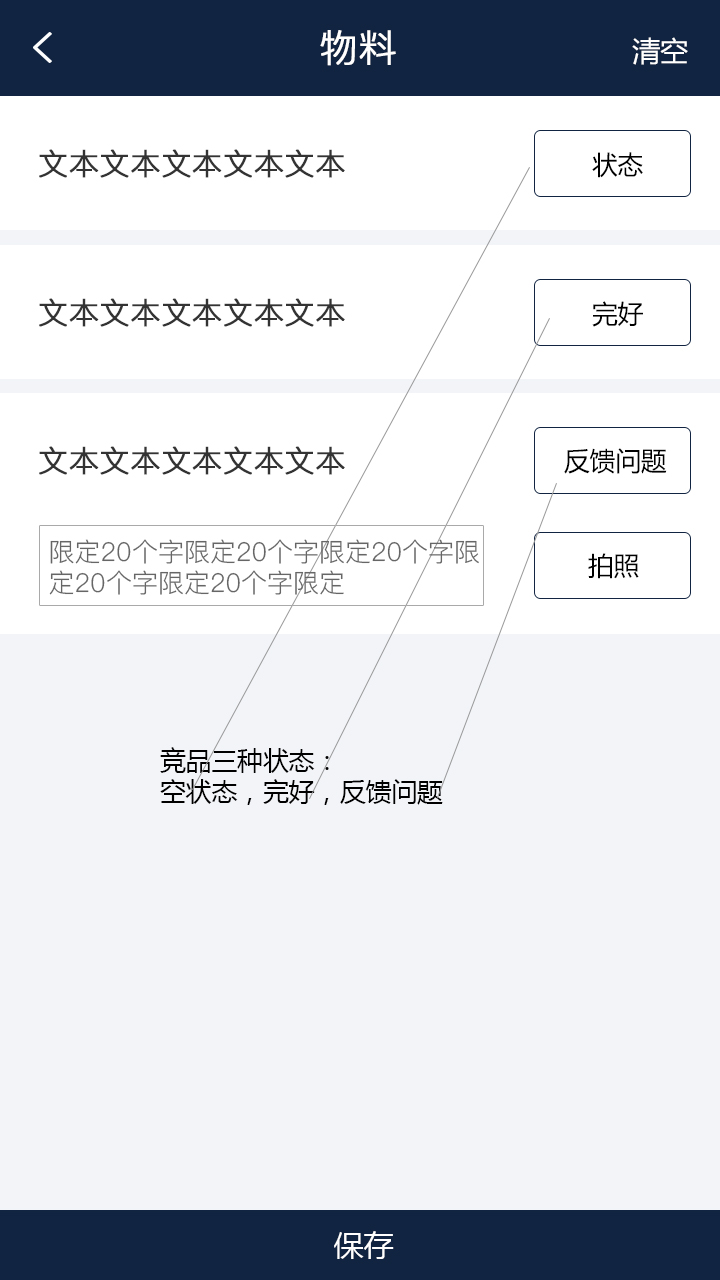 物料
清空
文本文本文本文本文本
状态
文本文本文本文本文本
完好
文本文本文本文本文本
反馈问题
限定20个字限定20个字限定20个字限
定20个字限定20个字限定
拍照
竞品三种状态：
空状态，完好，反馈问题
保存